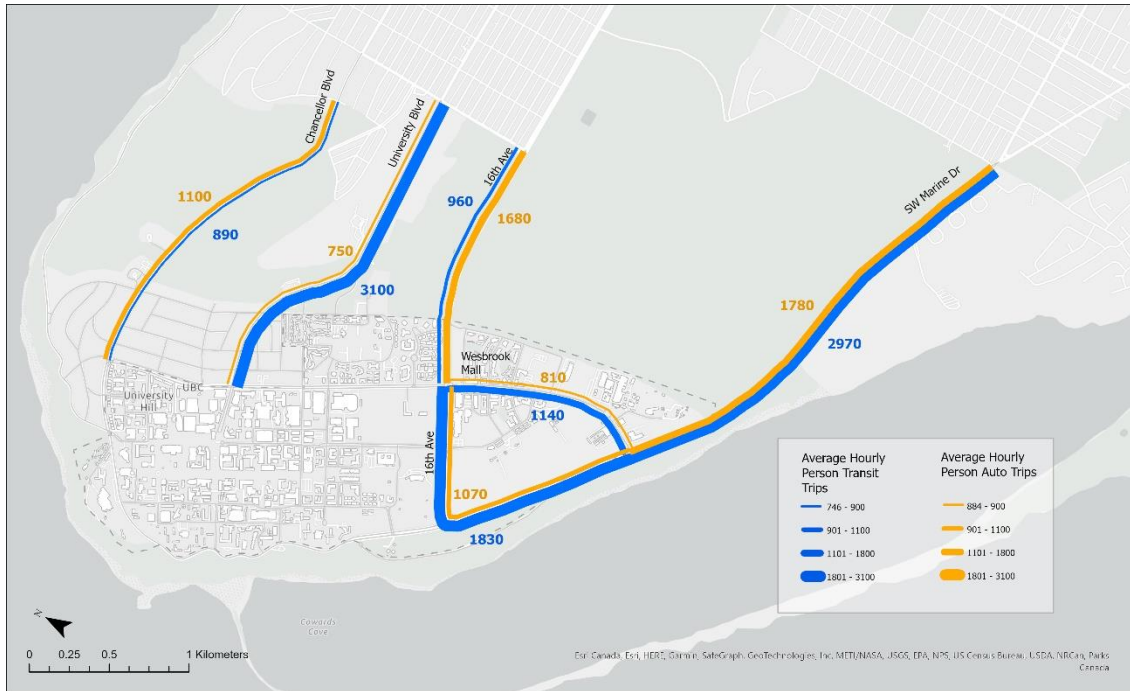 Chancellor Blvd
University Blvd
16th Ave
SW Marine Dr
1100
890
960
1680
750
3100
1780
2970
Wesbrook
Mall
810
1140
UBC
University
Hill
16th Ave
1070
1830
Average Hourly
Person Transit
Trips
746 - 900
901 - 1100
1101 - 1800
1801 - 3100
Average Hourly
Person Auto Trips
884 - 900
901 - 1100
1101 - 1800
1801 - 3100
N
Cowards
Cove
0 0.25 0.5 1 Kilometers
Esri Canada, Esri, HERE, Garmin, SafeGraph, GeoTechnologies, Inc, METI/NASA, USGS, EPA, NPS, US Census Bureau, USDA, NRCan, Parks
Canada